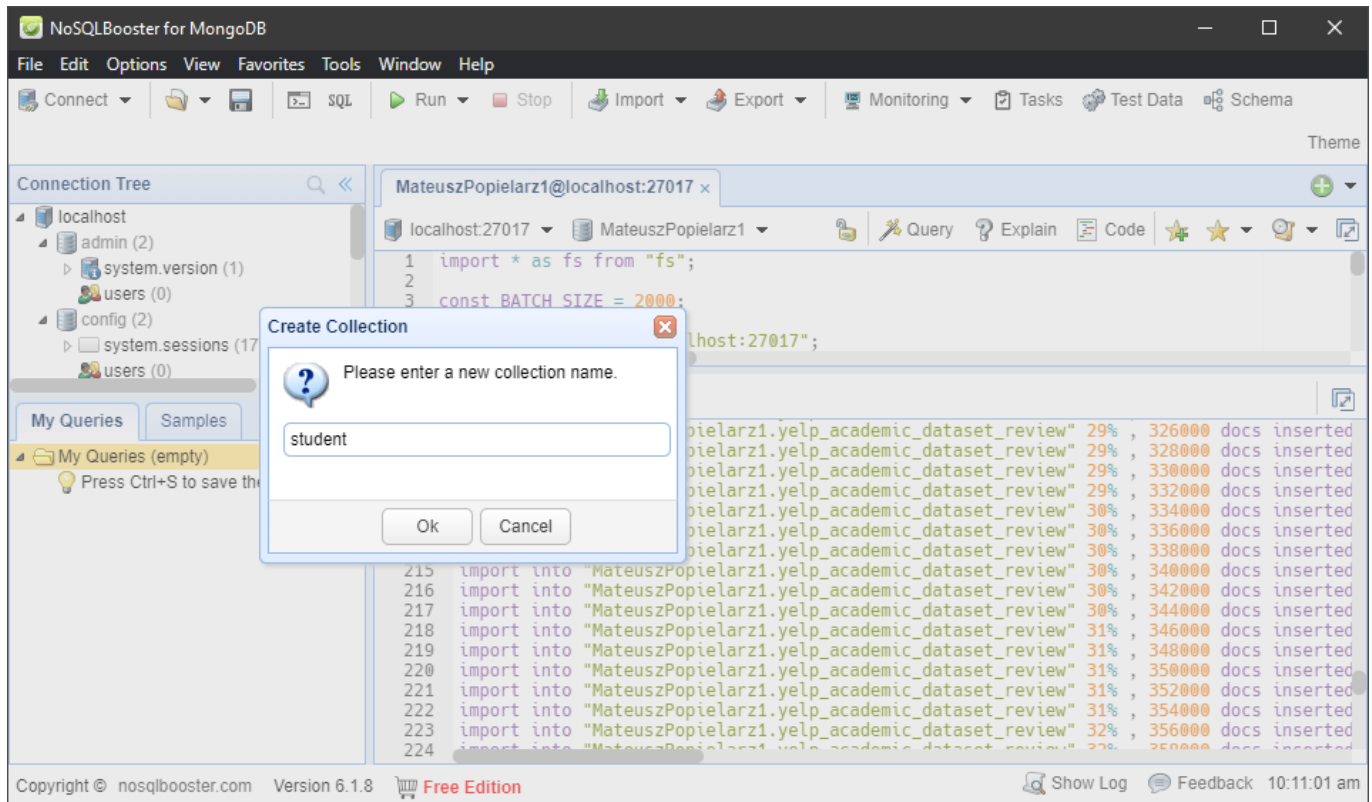 NoSQLBooster for MongoDB
File Edit Options View Favorites Tools Window Help
Connect SQL Run Stop Import Export Monitoring Tasks Test Data Schema
Theme
Connection Tree
localhost
admin (2)
system.version (1)
users (0)
config (2)
system.sessions (17
users (0)
My Queries Samples
My Queries (empty)
Press Ctrl+S to save the
MateuszPopielarz1@localhost:27017 ×
localhost:27017 MateuszPopielarz1 Query Explain Code
1 import * as fs from "fs";
2
3 const BATCH_SIZE = 2000;
lhost:27017";
Create Collection
Please enter a new collection name.
student
Ok Cancel
pielarz1.yelp_academic_dataset_review" 29% , 326000 docs inserted
pielarz1.yelp_academic_dataset_review" 29% , 328000 docs inserted
pielarz1.yelp_academic_dataset_review" 29% , 330000 docs inserted
pielarz1.yelp_academic_dataset_review" 29% , 332000 docs inserted
pielarz1.yelp_academic_dataset_review" 30% , 334000 docs inserted
pielarz1.yelp_academic_dataset_review" 30% , 336000 docs inserted
pielarz1.yelp_academic_dataset_review" 30% , 338000 docs inserted
215 import into "MateuszPopielarz1.yelp_academic_dataset_review" 30% , 340000 docs inserted
216 import into "MateuszPopielarz1.yelp_academic_dataset_review" 30% , 342000 docs inserted
217 import into "MateuszPopielarz1.yelp_academic_dataset_review" 30% , 344000 docs inserted
218 import into "MateuszPopielarz1.yelp_academic_dataset_review" 31% , 346000 docs inserted
219 import into "MateuszPopielarz1.yelp_academic_dataset_review" 31% , 348000 docs inserted
220 import into "MateuszPopielarz1.yelp_academic_dataset_review" 31% , 350000 docs inserted
221 import into "MateuszPopielarz1.yelp_academic_dataset_review" 31% , 352000 docs inserted
222 import into "MateuszPopielarz1.yelp_academic_dataset_review" 31% , 354000 docs inserted
223 import into "MateuszPopielarz1.yelp_academic_dataset_review" 32% , 356000 docs inserted
224 import into "MateuszPopielarz1.yelp_academic_dataset_review" 32% , 358000 docs inserted
Copyright © nosqlbooster.com Version 6.1.8 Free Edition Show Log Feedback 10:11:01 am